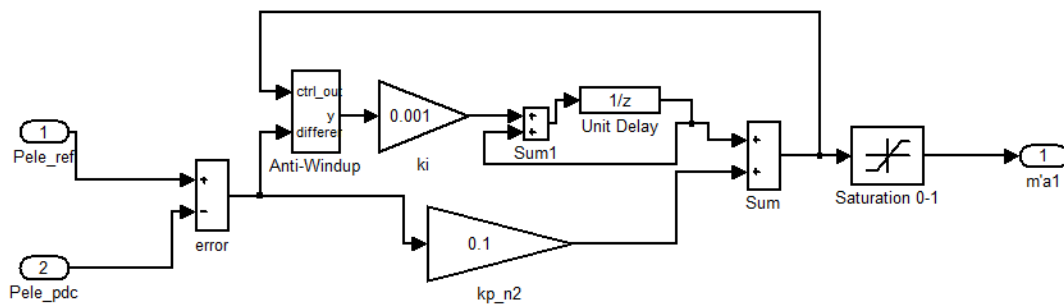 ctrl_out
y
differer
Anti-Windup
0.001
ki
+
+
Sum1
1/z
Unit Delay
1
Pele_ref
2
Pele_pdc
+
−
error
0.1
kp_n2
+
+
Sum
Saturation 0-1
1
m'a1